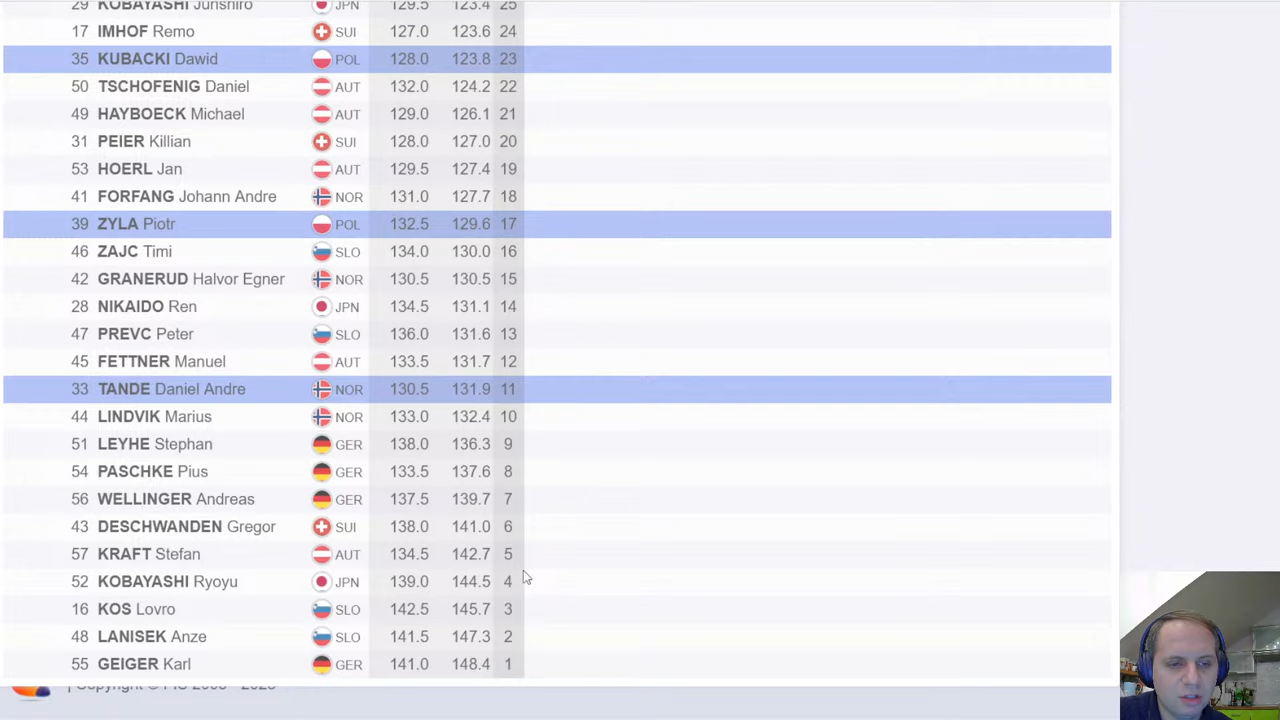 29 KOBAYASHI Junshiro JPN 129.5 123.4 25
17 IMHOF Remo SUI 127.0 123.6 24
35 KUBACKI Dawid POL 128.0 123.8 23
50 TSCHOFENIG Daniel AUT 132.0 124.2 22
49 HAYBOECK Michael AUT 129.0 126.1 21
31 PEIER Killian SUI 128.0 127.0 20
53 HOERL Jan AUT 129.5 127.4 19
41 FORFANG Johann Andre NOR 131.0 127.7 18
39 ZYLA Piotr POL 132.5 129.6 17
46 ZAJC Timi SLO 134.0 130.0 16
42 GRANERUD Halvor Egner NOR 130.5 130.5 15
28 NIKAIDO Ren JPN 134.5 131.1 14
47 PREVC Peter SLO 136.0 131.6 13
45 FETTNER Manuel AUT 133.5 131.7 12
33 TANDE Daniel Andre NOR 130.5 131.9 11
44 LINDVIK Marius NOR 133.0 132.4 10
51 LEYHE Stephan GER 138.0 136.3 9
54 PASCHKE Pius GER 133.5 137.6 8
56 WELLINGER Andreas GER 137.5 139.7 7
43 DESCHWANDEN Gregor SUI 138.0 141.0 6
57 KRAFT Stefan AUT 134.5 142.7 5
52 KOBAYASHI Ryoyu JPN 139.0 144.5 4
16 KOS Lovro SLO 142.5 145.7 3
48 LANISEK Anze SLO 141.5 147.3 2
55 GEIGER Karl GER 141.0 148.4 1
| Copyright © FIS